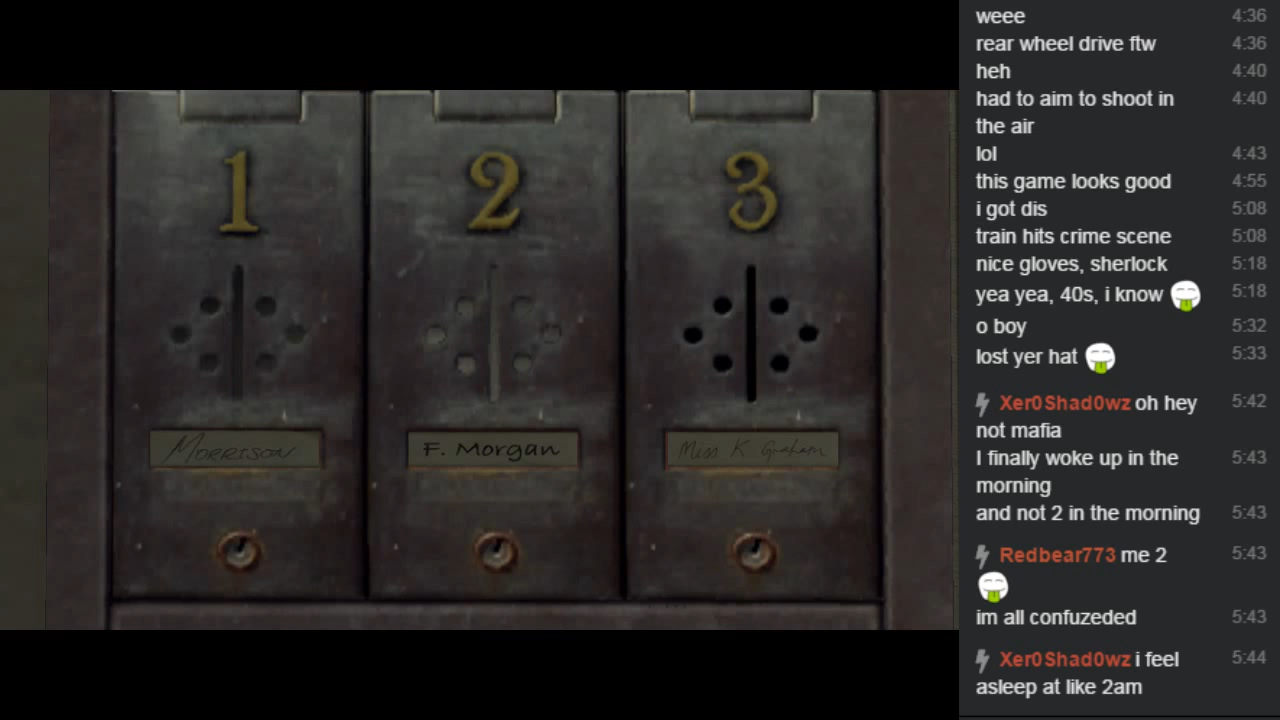 1 2 3
MORRISON F. Morgan Miss K Graham
weee 4:36
rear wheel drive ftw 4:36
heh 4:40
had to aim to shoot in 4:40
the air
lol 4:43
this game looks good 4:55
i got dis 5:08
train hits crime scene 5:08
nice gloves, sherlock 5:18
yea yea, 40s, i know 5:18
o boy 5:32
lost yer hat 5:33
Xer0Shad0wz oh hey 5:42
not mafia
I finally woke up in the 5:43
morning
and not 2 in the morning 5:43
Redbear773 me 2 5:43
im all confuzeded 5:43
Xer0Shad0wz i feel 5:44
asleep at like 2am